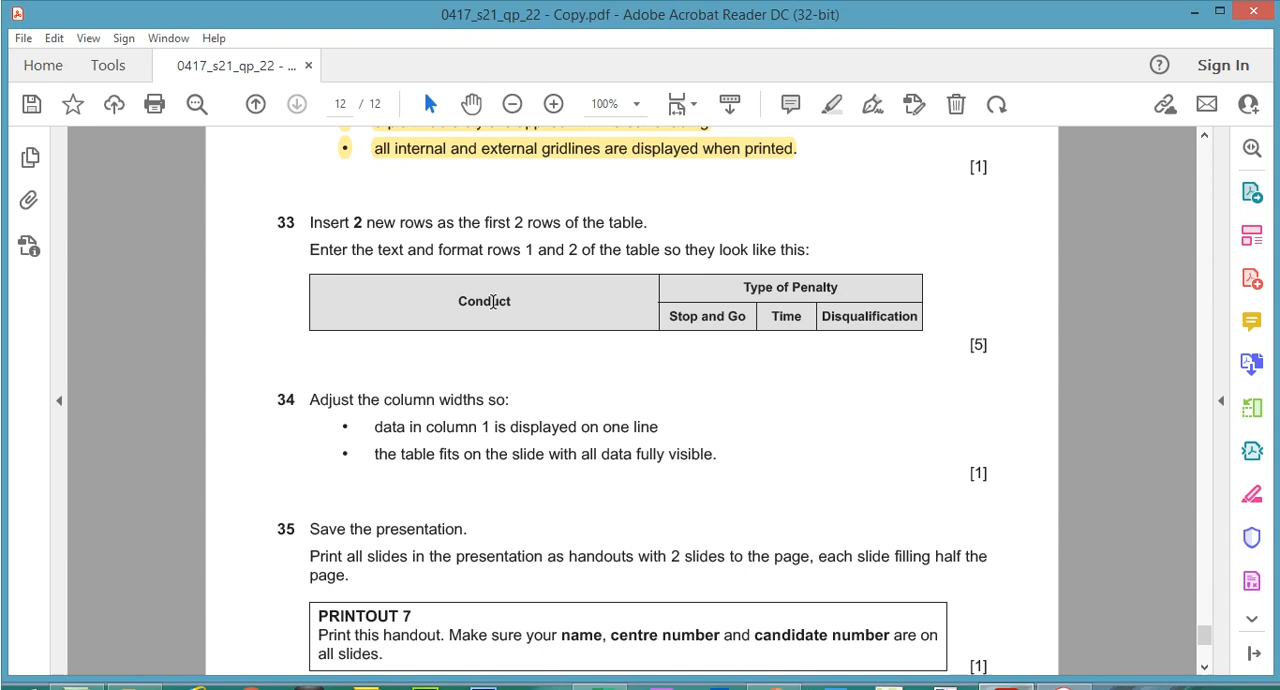 0417_s21_qp_22 - Copy.pdf - Adobe Acrobat Reader DC (32-bit)
File Edit View Sign Window Help
Home Tools 0417_s21_qp_22 - ... × Sign In
12 / 12 100%
• all internal and external gridlines are displayed when printed.
[1]
33 Insert 2 new rows as the first 2 rows of the table.
Enter the text and format rows 1 and 2 of the table so they look like this:
Conduct
Type of Penalty
Stop and Go Time Disqualification
[5]
34 Adjust the column widths so:
• data in column 1 is displayed on one line
• the table fits on the slide with all data fully visible.
[1]
35 Save the presentation.
Print all slides in the presentation as handouts with 2 slides to the page, each slide filling half the
page.
PRINTOUT 7
Print this handout. Make sure your name, centre number and candidate number are on
all slides.
[1]